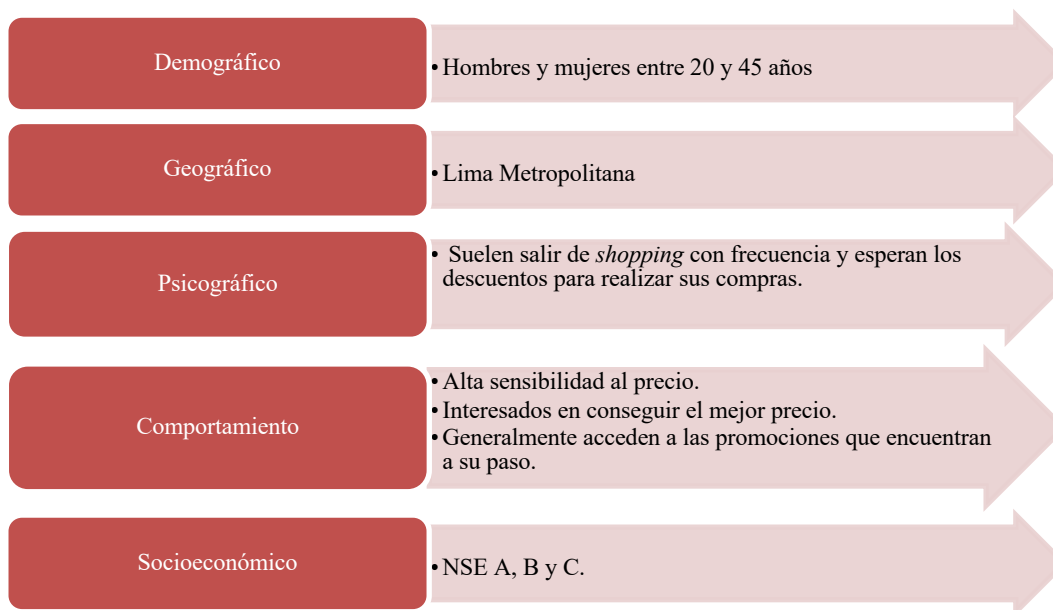 Demográfico
• Hombres y mujeres entre 20 y 45 años
Geográfico
• Lima Metropolitana
Psicográfico
• Suelen salir de shopping con frecuencia y esperan los
descuentos para realizar sus compras.
Comportamiento
• Alta sensibilidad al precio.
• Interesados en conseguir el mejor precio.
• Generalmente acceden a las promociones que encuentran
a su paso.
Socioeconómico
• NSE A, B y C.